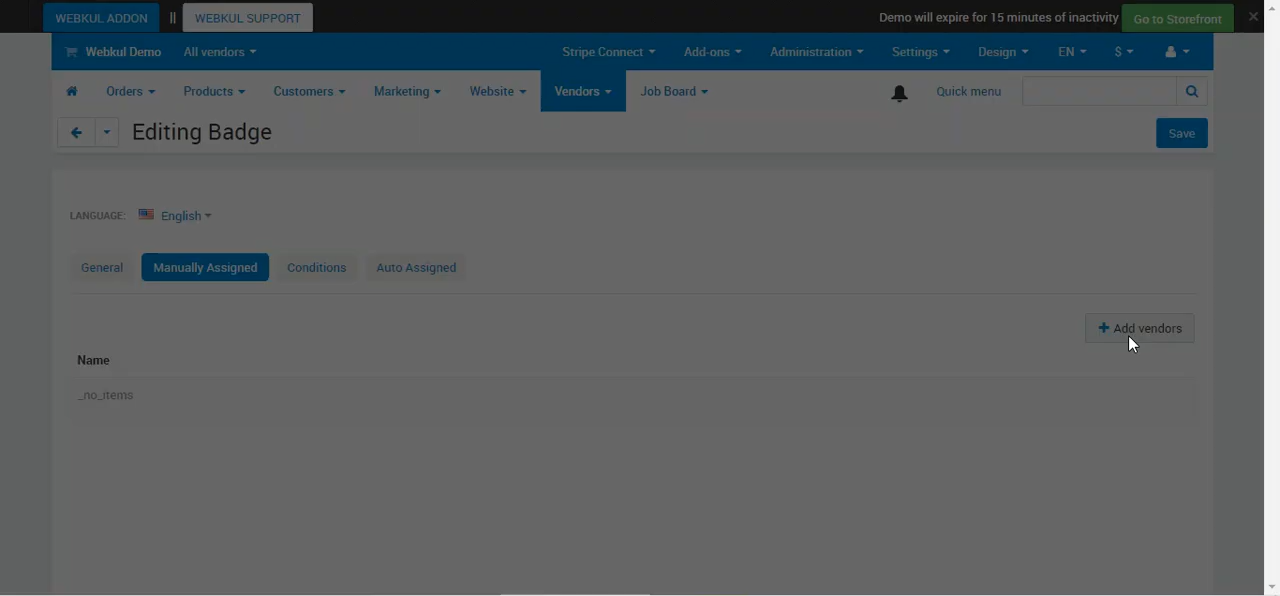 WEBKUL ADDON || WEBKUL SUPPORT Demo will expire for 15 minutes of inactivity Go to Storefront
Webkul Demo All vendors Stripe Connect Add-ons Administration Settings Design EN $
Orders Products Customers Marketing Website Vendors Job Board Quick menu
Editing Badge Save
LANGUAGE: English
General Manually Assigned Conditions Auto Assigned
+ Add vendors
Name
_no_items